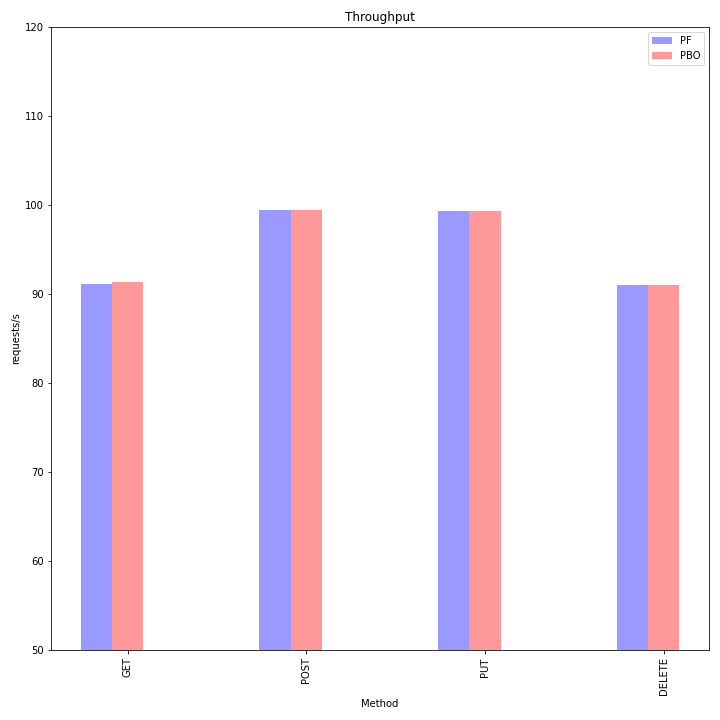 Throughput
PF
PBO
120
110
100
90
80
70
60
50
requests/s
GET
POST
PUT
DELETE
Method